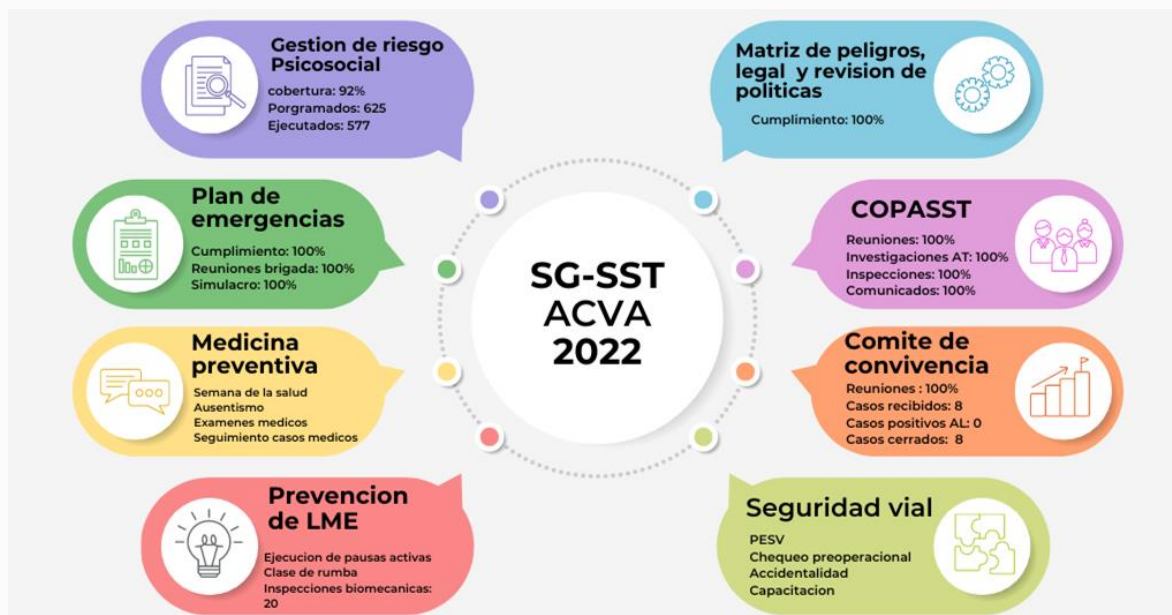 Gestion de riesgo
Psicosocial
cobertura: 92%
Porgramados: 625
Ejecutados: 577
Matriz de peligros,
legal y revision de
politicas
Cumplimiento: 100%
Plan de
emergencias
Cumplimiento: 100%
Reuniones brigada: 100%
Simulacro: 100%
COPASST
Reuniones: 100%
Investigaciones AT: 100%
Inspecciones: 100%
Comunicados: 100%
SG-SST
ACVA
2022
Medicina
preventiva
Semana de la salud
Ausentismo
Examenes medicos
Seguimiento casos medicos
Comite de
convivencia
Reuniones : 100%
Casos recibidos: 8
Casos positivos AL: 0
Casos cerrados: 8
Prevencion
de LME
Ejecucion de pausas activas
Clase de rumba
Inspecciones biomecanicas:
20
Seguridad vial
PESV
Chequeo preoperacional
Accidentalidad
Capacitacion